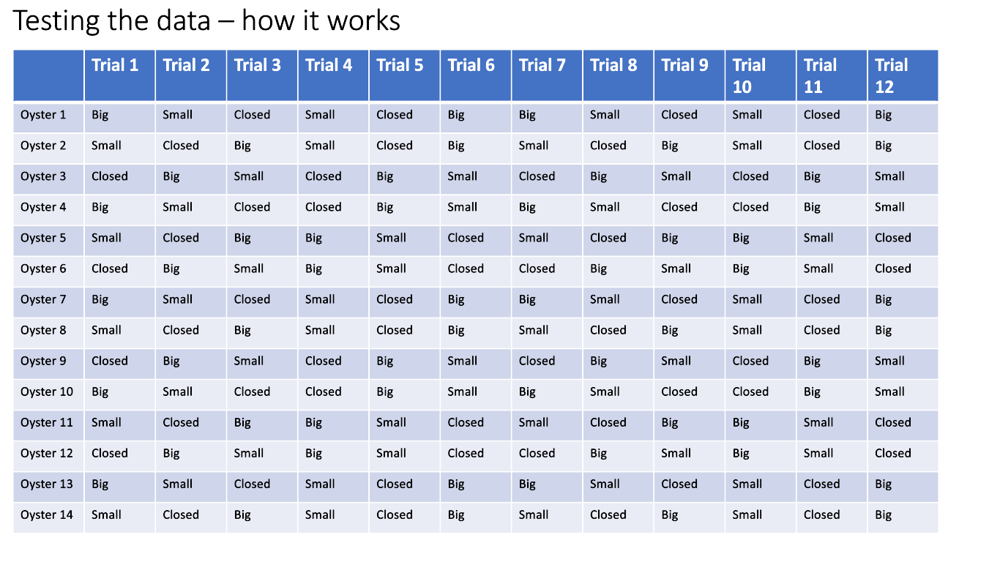 Testing the data – how it works
Trial 1 Trial 2 Trial 3 Trial 4 Trial 5 Trial 6 Trial 7 Trial 8 Trial 9 Trial 10 Trial 11 Trial 12
Oyster 1 Big Small Closed Small Closed Big Big Small Closed Small Closed Big
Oyster 2 Small Closed Big Small Closed Big Small Closed Big Small Closed Big
Oyster 3 Closed Big Small Closed Big Small Closed Big Small Closed Big Small
Oyster 4 Big Small Closed Closed Big Small Big Small Closed Closed Big Small
Oyster 5 Small Closed Big Big Small Closed Small Closed Big Big Small Closed
Oyster 6 Closed Big Small Big Small Closed Closed Big Small Big Small Closed
Oyster 7 Big Small Closed Small Closed Big Big Small Closed Small Closed Big
Oyster 8 Small Closed Big Small Closed Big Small Closed Big Small Closed Big
Oyster 9 Closed Big Small Closed Big Small Closed Big Small Closed Big Small
Oyster 10 Big Small Closed Closed Big Small Big Small Closed Closed Big Small
Oyster 11 Small Closed Big Big Small Closed Small Closed Big Big Small Closed
Oyster 12 Closed Big Small Big Small Closed Closed Big Small Big Small Closed
Oyster 13 Big Small Closed Small Closed Big Big Small Closed Small Closed Big
Oyster 14 Small Closed Big Small Closed Big Small Closed Big Small Closed Big